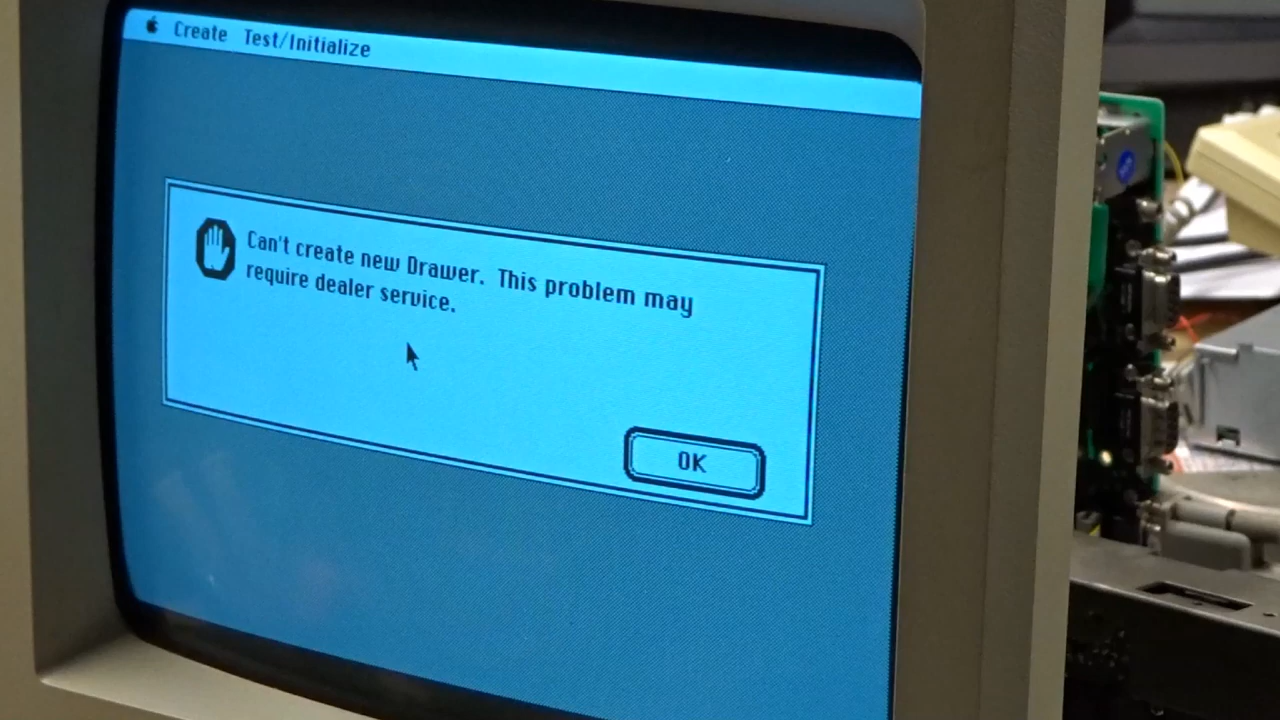 Create Test/Initialize
Can't create new Drawer. This problem may
require dealer service.
OK